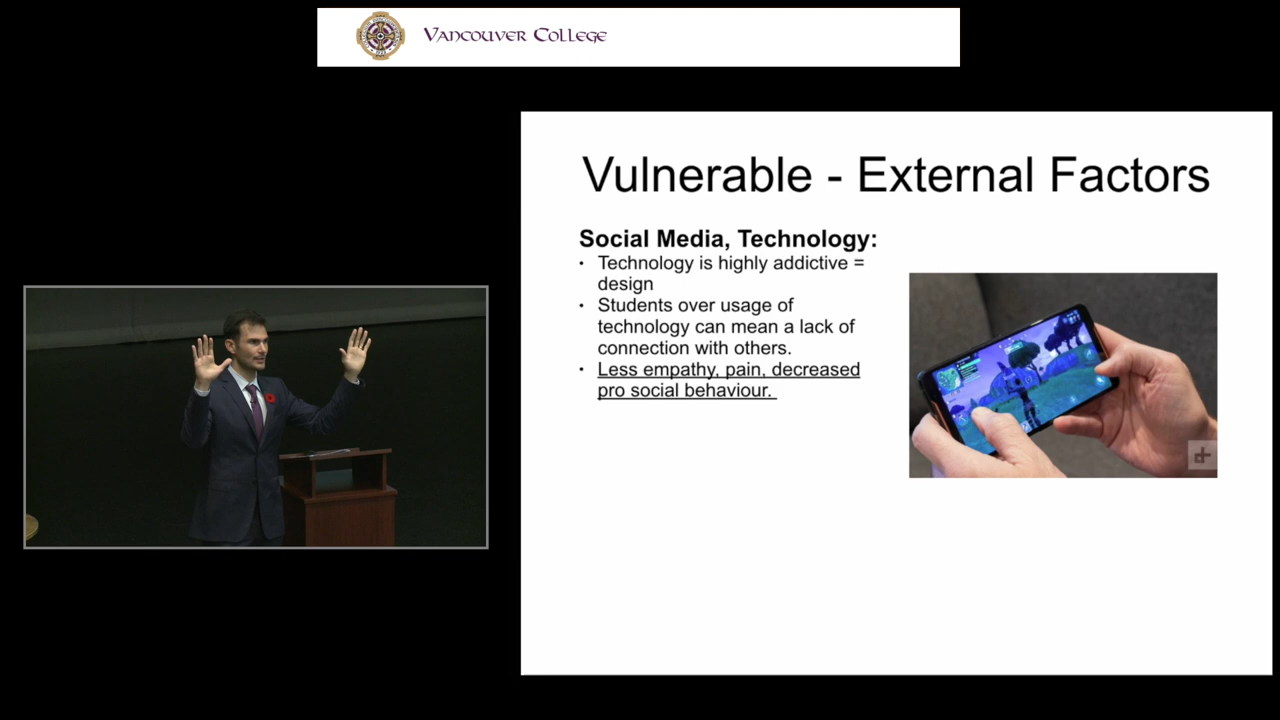 Vancouver College
Vulnerable - External Factors
Social Media, Technology:
• Technology is highly addictive =
design
• Students over usage of
technology can mean a lack of
connection with others.
• Less empathy, pain, decreased
pro social behaviour.